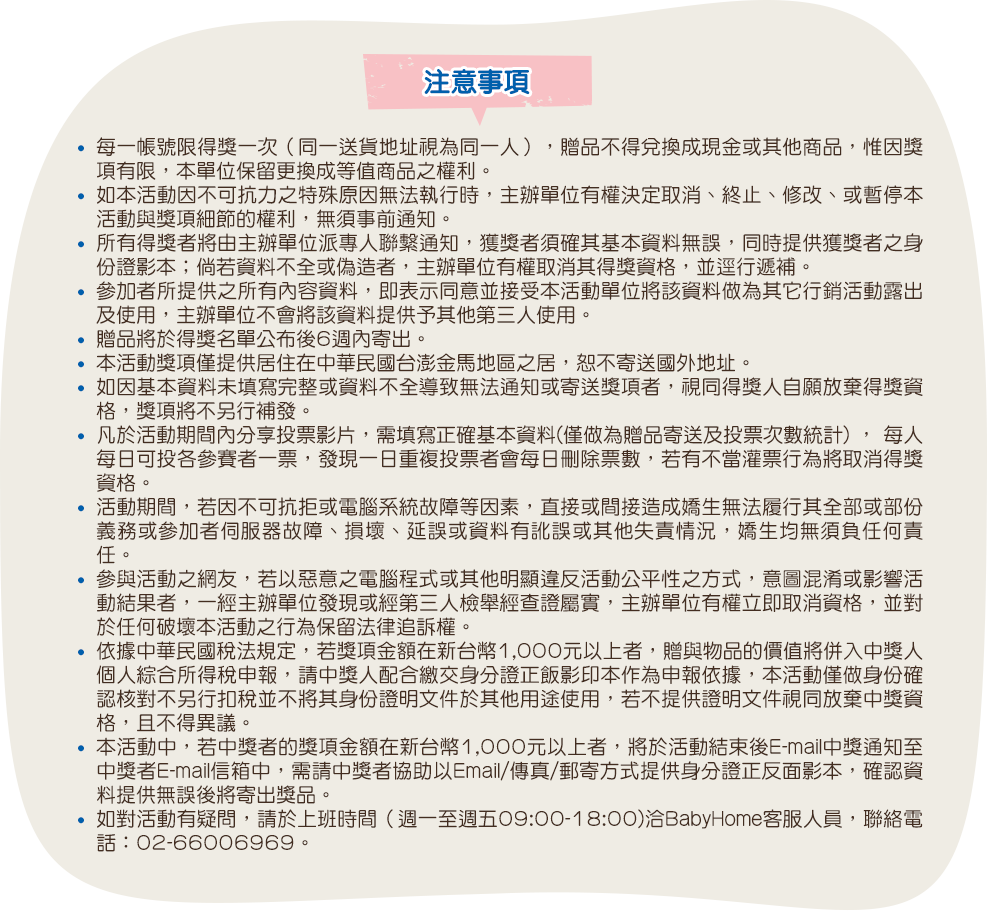 注意事項
• 每一帳號限得獎一次（同一送貨地址視為同一人），贈品不得兌換成現金或其他商品，惟因獎
項有限，本單位保留更換成等值商品之權利。
• 如本活動因不可抗力之特殊原因無法執行時，主辦單位有權決定取消、終止、修改、或暫停本
活動與獎項細節的權利，無須事前通知。
• 所有得獎者將由主辦單位派專人聯繫通知，獲獎者須確其基本資料無誤，同時提供獲獎者之身
份證影本；倘若資料不全或偽造者，主辦單位有權取消其得獎資格，並逕行遞補。
• 參加者所提供之所有內容資料，即表示同意並接受本活動單位將該資料做為其它行銷活動露出
及使用，主辦單位不會將該資料提供予其他第三人使用。
• 贈品將於得獎名單公布後6週內寄出。
• 本活動獎項僅提供居住在中華民國台澎金馬地區之居，恕不寄送國外地址。
• 如因基本資料未填寫完整或資料不全導致無法通知或寄送獎項者，視同得獎人自願放棄得獎資
格，獎項將不另行補發。
• 凡於活動期間內分享投票影片，需填寫正確基本資料(僅做為贈品寄送及投票次數統計)， 每人
每日可投各參賽者一票，發現一日重複投票者會每日刪除票數，若有不當灌票行為將取消得獎
資格。
• 活動期間，若因不可抗拒或電腦系統故障等因素，直接或間接造成嬌生無法履行其全部或部份
義務或參加者伺服器故障、損壞、延誤或資料有訛誤或其他失責情況，嬌生均無須負任何責
任。
• 參與活動之網友，若以惡意之電腦程式或其他明顯違反活動公平性之方式，意圖混淆或影響活
動結果者，一經主辦單位發現或經第三人檢舉經查證屬實，主辦單位有權立即取消資格，並對
於任何破壞本活動之行為保留法律追訴權。
• 依據中華民國稅法規定，若獎項金額在新台幣1,000元以上者，贈與物品的價值將併入中獎人
個人綜合所得稅申報，請中獎人配合繳交身分證正飯影印本作為申報依據，本活動僅做身份確
認核對不另行扣稅並不將其身份證明文件於其他用途使用，若不提供證明文件視同放棄中獎資
格，且不得異議。
• 本活動中，若中獎者的獎項金額在新台幣1,000元以上者，將於活動結束後E-mail中獎通知至
中獎者E-mail信箱中，需請中獎者協助以Email/傳真/郵寄方式提供身分證正反面影本，確認資
料提供無誤後將寄出獎品。
• 如對活動有疑問，請於上班時間（週一至週五09:00-18:00)洽BabyHome客服人員，聯絡電
話：02-66006969。